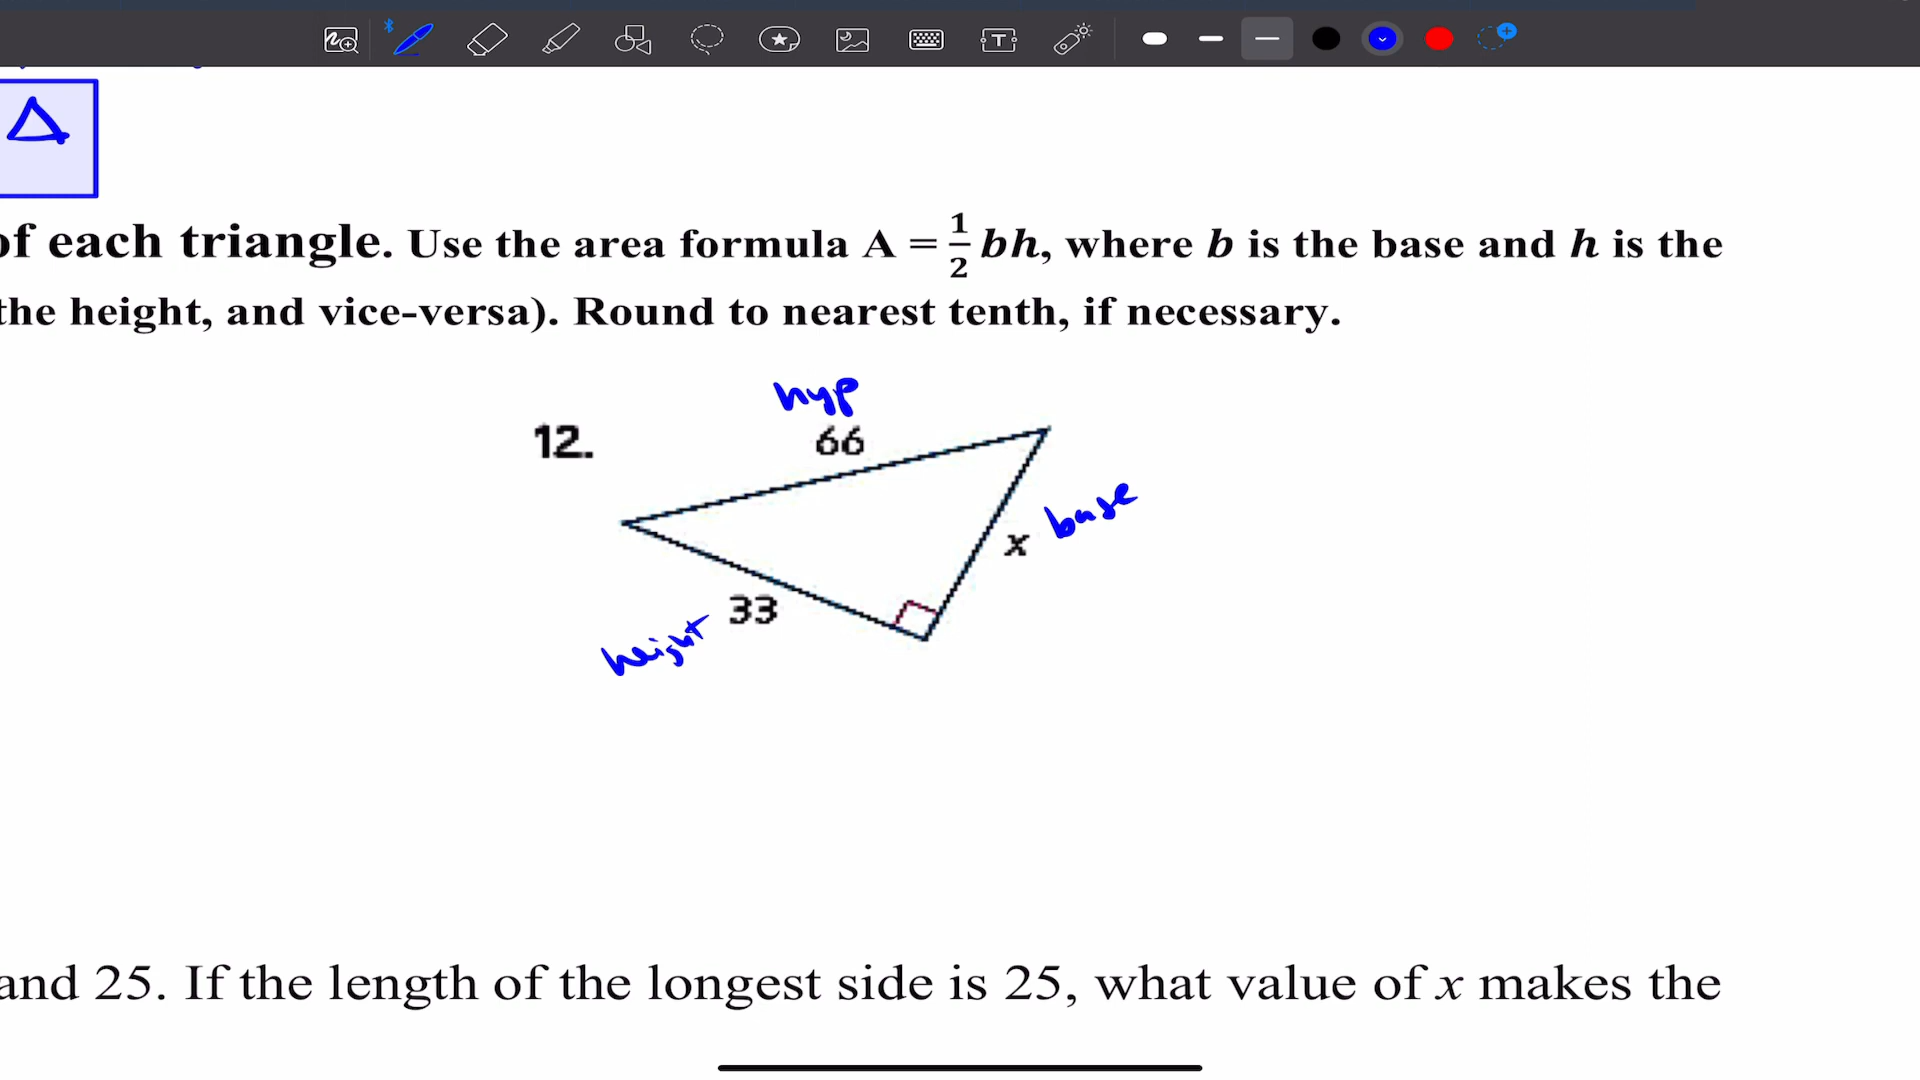 of each triangle. Use the area formula A = 1/2 bh, where b is the base and h is the
the height, and vice-versa). Round to nearest tenth, if necessary.
hyp
12.
66
base
x
33
height
and 25. If the length of the longest side is 25, what value of x makes the